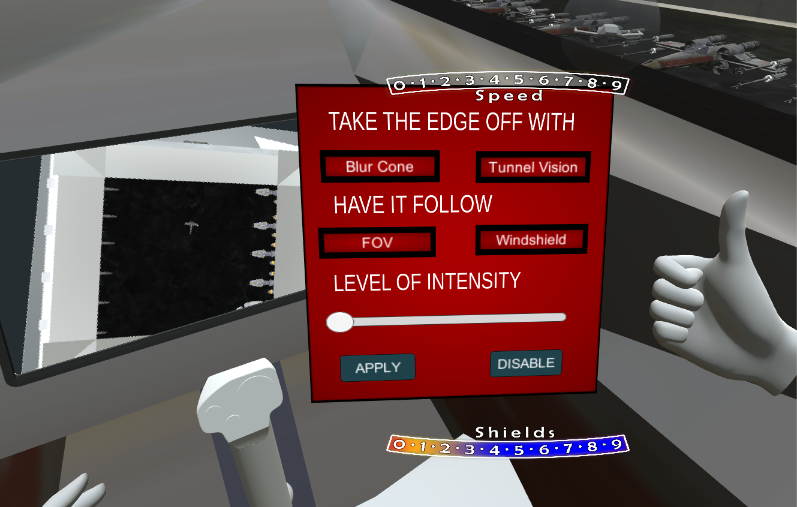 0·1·2·3·4·5·6·7·8·9
Speed
TAKE THE EDGE OFF WITH
Blur Cone Tunnel Vision
HAVE IT FOLLOW
FOV Windshield
LEVEL OF INTENSITY
APPLY DISABLE
Shields
0·1·2·3·4·5·6·7·8·9